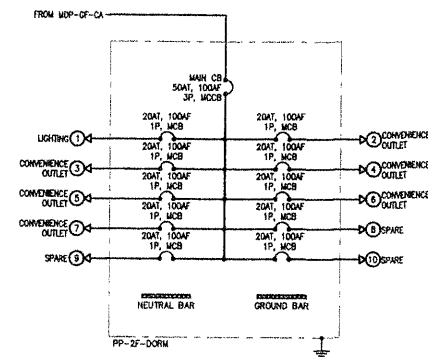 FROM MDP-GF-CA
MAIN CB
50AT, 100AF
3P, MCCB
20AT, 100AF
1P, MCB
20AT, 100AF
1P, MCB
LIGHTING 1
2 CONVENIENCE
OUTLET
20AT, 100AF
1P, MCB
20AT, 100AF
1P, MCB
CONVENIENCE
OUTLET 3
4 CONVENIENCE
OUTLET
20AT, 100AF
1P, MCB
20AT, 100AF
1P, MCB
CONVENIENCE
OUTLET 5
6 CONVENIENCE
OUTLET
20AT, 100AF
1P, MCB
20AT, 100AF
1P, MCB
CONVENIENCE
OUTLET 7
8 SPARE
20AT, 100AF
1P, MCB
20AT, 100AF
1P, MCB
SPARE 9
10 SPARE
NEUTRAL BAR
GROUND BAR
PP-2F-DORM